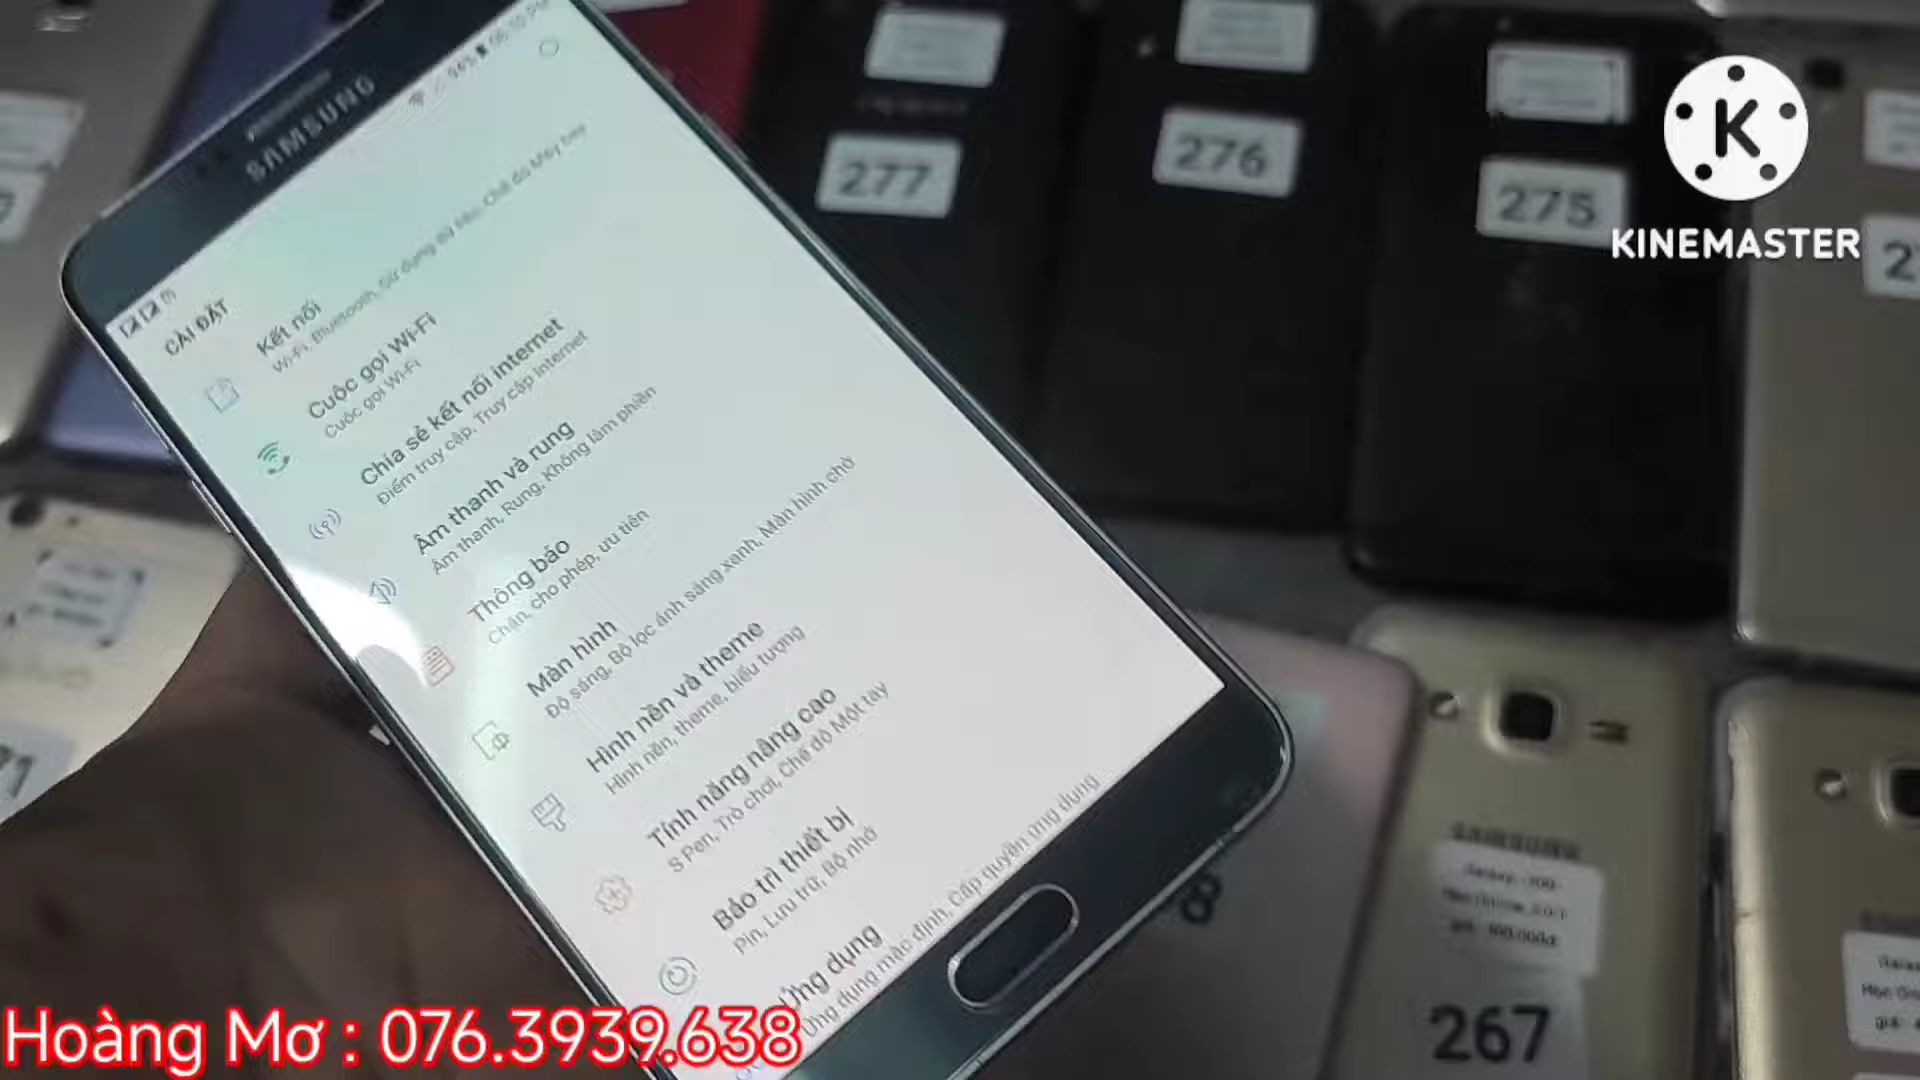 SAMSUNG
94% 05:10 PM
CÀI ĐẶT
Kết nối
Wi-Fi, Bluetooth, Sử dụng dữ liệu, Chế độ Máy bay
Cuộc gọi Wi-Fi
Cuộc gọi Wi-Fi
Chia sẻ kết nối internet
Điểm truy cập, Truy cập Internet
Âm thanh và rung
Âm thanh, Rung, Không làm phiền
Thông báo
Chặn, cho phép, ưu tiên
Màn hình
Độ sáng, Bộ lọc ánh sáng xanh, Màn hình chờ
Hình nền và theme
Hình nền, theme, biểu tượng
Tính năng nâng cao
S Pen, Trò chơi, Chế độ Một tay
Bảo trì thiết bị
Pin, Lưu trữ, Bộ nhớ
Ứng dụng
Ứng dụng mặc định, Cấp quyền ứng dụng
277
276
275
K
KINEMASTER
SAMSUNG
267
Hoàng Mơ : 076.3939.638